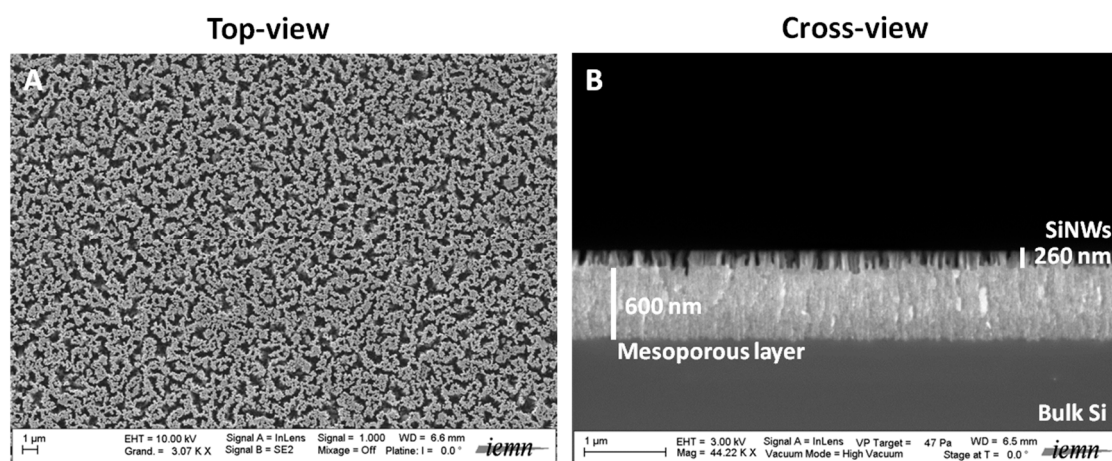 Top-view
Cross-view
A
B
SiNWs
260 nm
600 nm
Mesoporous layer
Bulk Si
1 µm
EHT = 10.00 kV
Signal A = InLens
Signal = 1.000
WD = 6.6 mm
Grand. = 3.07 K X
Signal B = SE2
Mixage = Off
Platine: I = 0.0 °
iemn
1 µm
EHT = 3.00 kV
Signal A = InLens
VP Target = 47 Pa
WD = 6.5 mm
Mag = 44.22 K X
Vacuum Mode = High Vacuum
Stage at T = 0.0 °
iemn